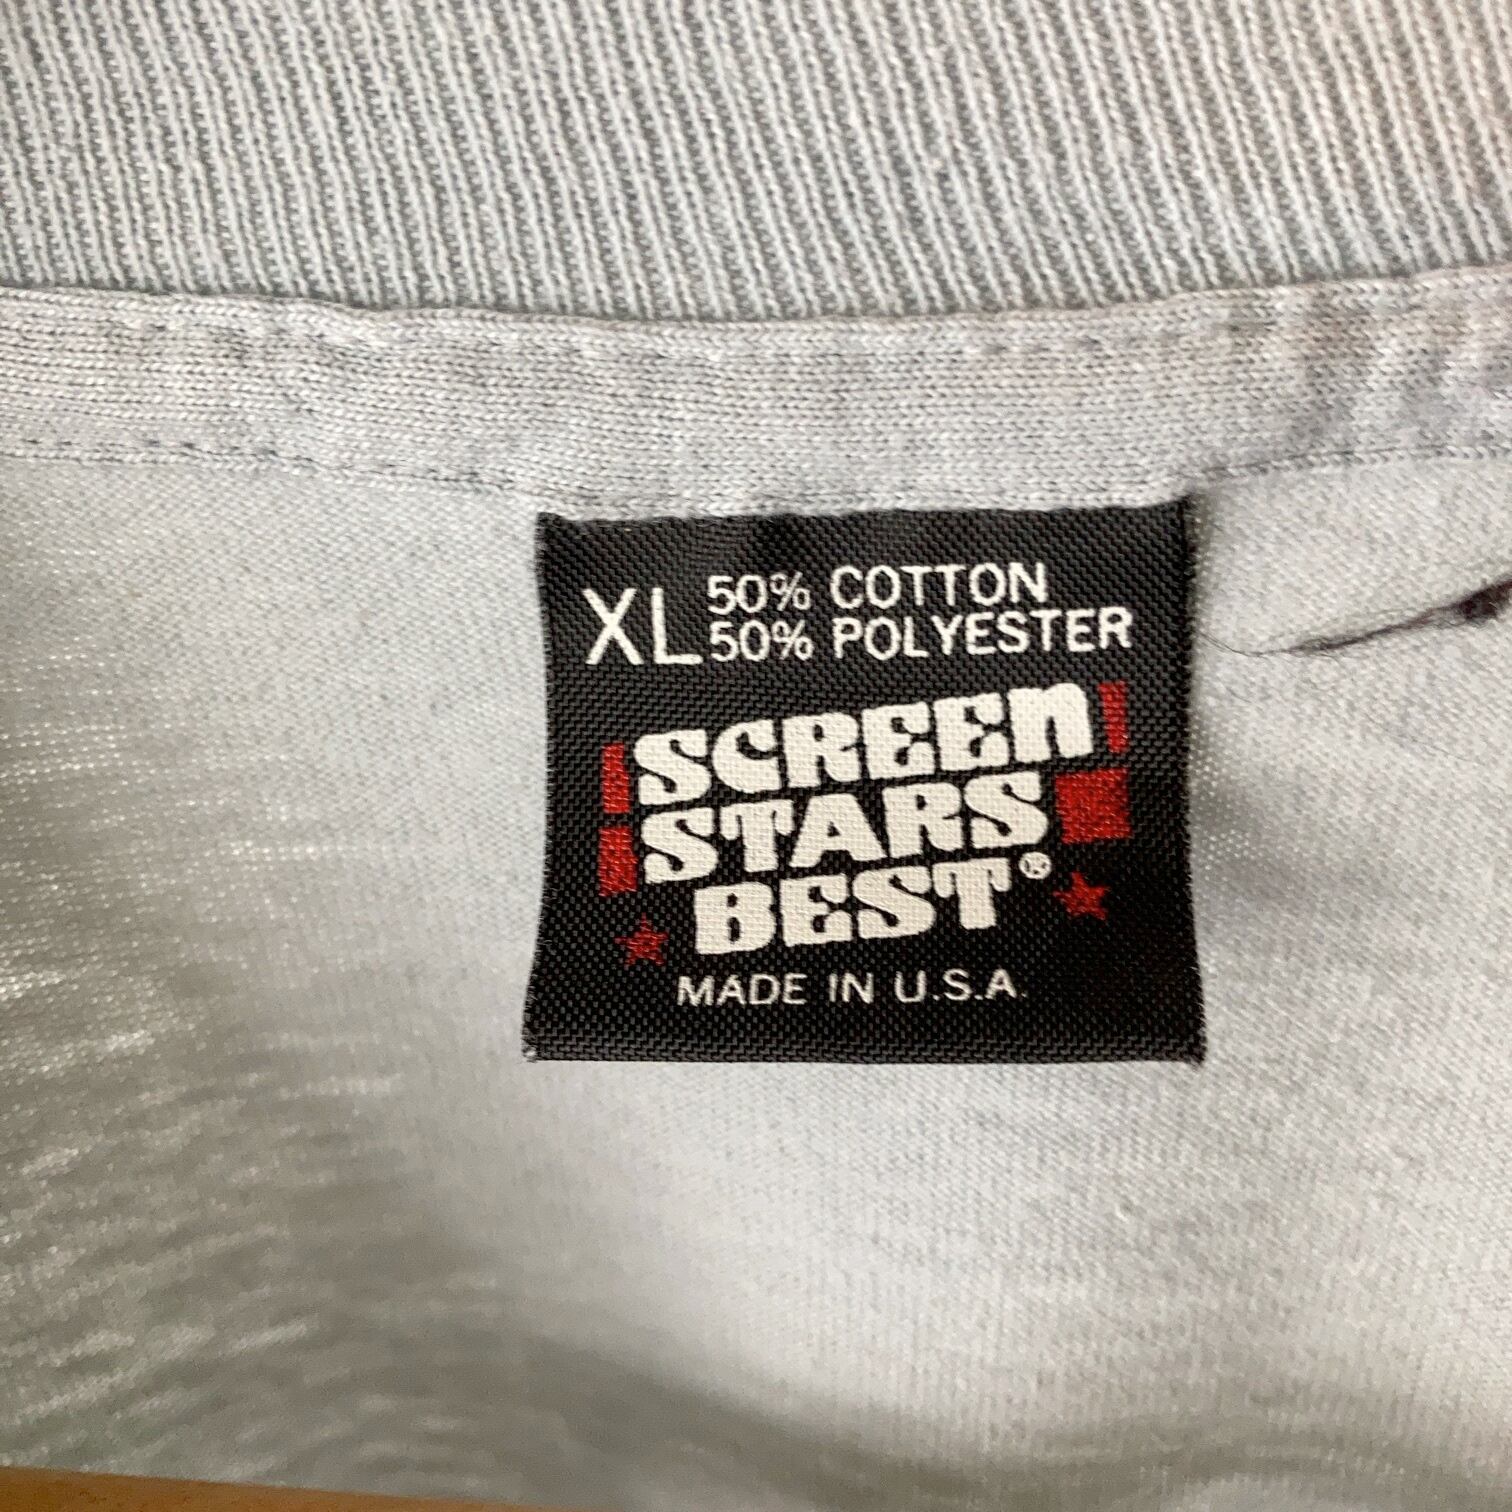 XL 50% COTTON
50% POLYESTER
SCREEN
STARS
BEST®
MADE IN U.S.A.